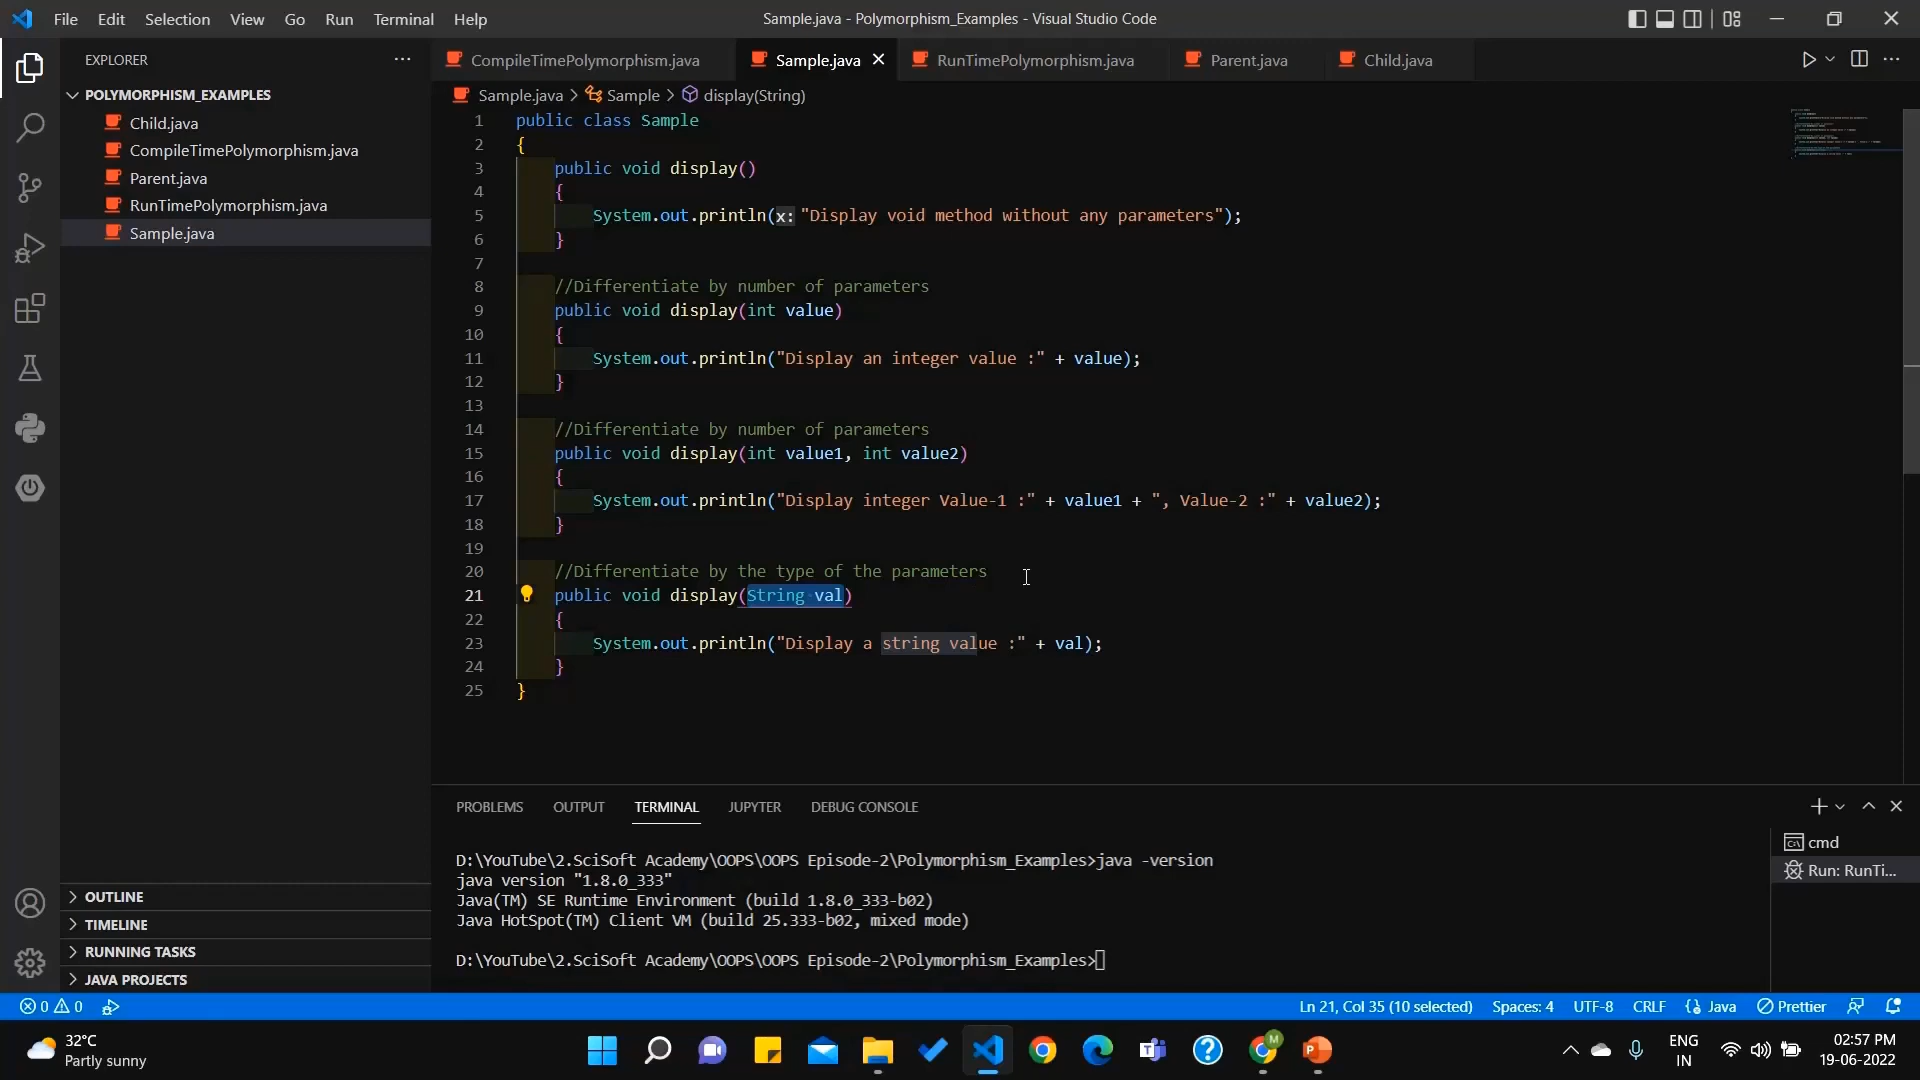 File Edit Selection View Go Run Terminal Help
Sample.java - Polymorphism_Examples - Visual Studio Code
EXPLORER
POLYMORPHISM_EXAMPLES
Child.java
CompileTimePolymorphism.java
Parent.java
RunTimePolymorphism.java
Sample.java
OUTLINE
TIMELINE
RUNNING TASKS
JAVA PROJECTS
CompileTimePolymorphism.java Sample.java RunTimePolymorphism.java Parent.java Child.java
Sample.java > Sample > display(String)
1 public class Sample
2 {
3 public void display()
4 {
5 System.out.println(x: "Display void method without any parameters");
6 }
7
8 //Differentiate by number of parameters
9 public void display(int value)
10 {
11 System.out.println("Display an integer value :" + value);
12 }
13
14 //Differentiate by number of parameters
15 public void display(int value1, int value2)
16 {
17 System.out.println("Display integer Value-1 :" + value1 + ", Value-2 :" + value2);
18 }
19
20 //Differentiate by the type of the parameters
21 public void display(String val)
22 {
23 System.out.println("Display a string value :" + val);
24 }
25 }
PROBLEMS OUTPUT TERMINAL JUPYTER DEBUG CONSOLE
D:\YouTube\2.SciSoft Academy\OOPS\OOPS Episode-2\Polymorphism_Examples>java -version
java version "1.8.0_333"
Java(TM) SE Runtime Environment (build 1.8.0_333-b02)
Java HotSpot(TM) Client VM (build 25.333-b02, mixed mode)
D:\YouTube\2.SciSoft Academy\OOPS\OOPS Episode-2\Polymorphism_Examples>
cmd
Run: RunTi...
0 0
Ln 21, Col 35 (10 selected) Spaces: 4 UTF-8 CRLF Java Prettier
32°C
Partly sunny
ENG
IN
02:57 PM
19-06-2022